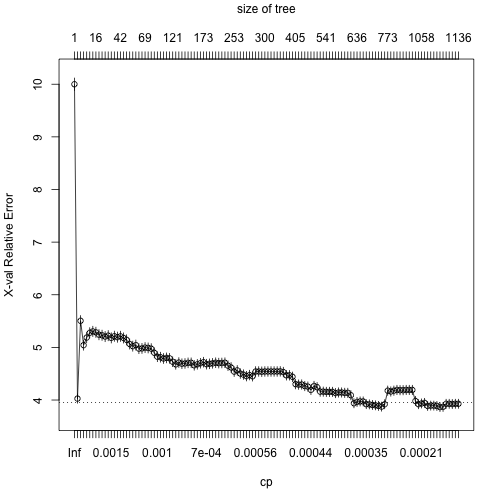 size of tree
1 16 42 69 121 173 253 300 405 541 636 773 1058 1136
10
9
8
7
6
5
4
X-val Relative Error
Inf 0.0015 0.001 7e-04 0.00056 0.00044 0.00035 0.00021
cp